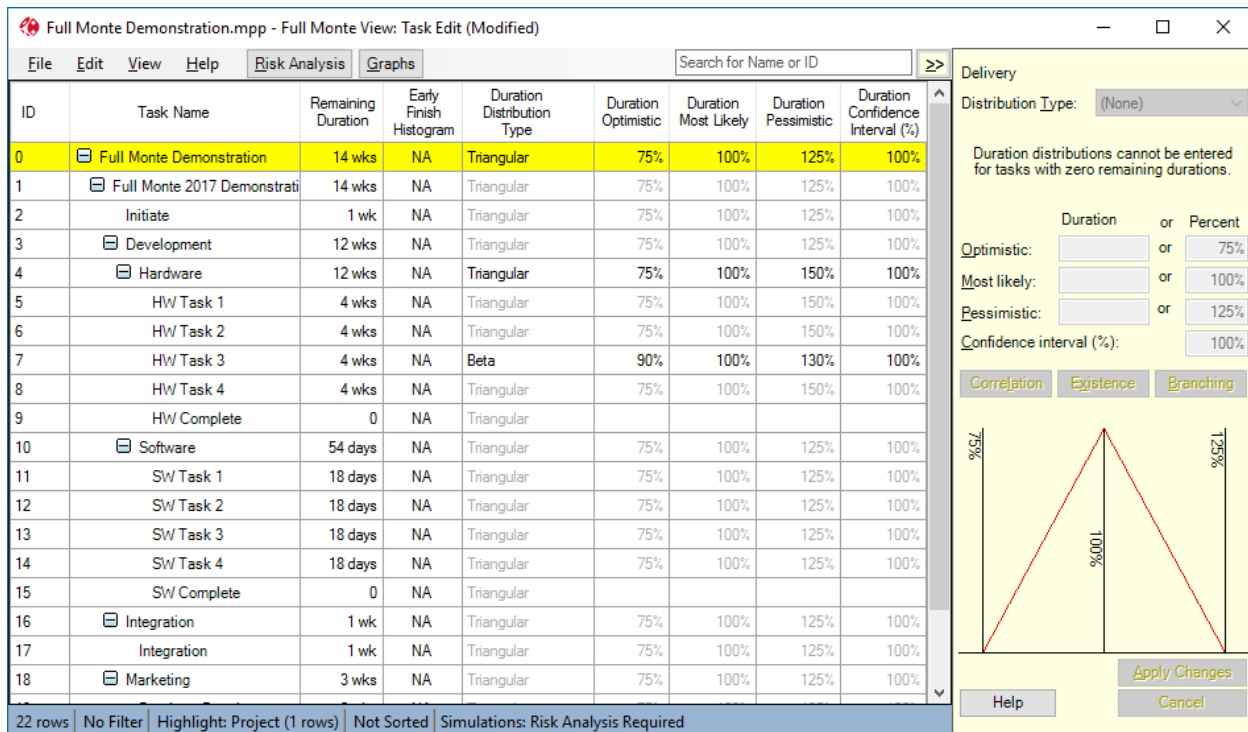 Full Monte Demonstration.mpp - Full Monte View: Task Edit (Modified)
File Edit View Help Risk Analysis Graphs Search for Name or ID >>
ID Task Name Remaining Duration Early Finish Histogram Duration Distribution Type Duration Optimistic Duration Most Likely Duration Pessimistic Duration Confidence Interval (%)
0 Full Monte Demonstration 14 wks NA Triangular 75% 100% 125% 100%
1 Full Monte 2017 Demonstrati 14 wks NA Triangular 75% 100% 125% 100%
2 Initiate 1 wk NA Triangular 75% 100% 125% 100%
3 Development 12 wks NA Triangular 75% 100% 125% 100%
4 Hardware 12 wks NA Triangular 75% 100% 150% 100%
5 HW Task 1 4 wks NA Triangular 75% 100% 150% 100%
6 HW Task 2 4 wks NA Triangular 75% 100% 150% 100%
7 HW Task 3 4 wks NA Beta 90% 100% 130% 100%
8 HW Task 4 4 wks NA Triangular 75% 100% 150% 100%
9 HW Complete 0 NA Triangular
10 Software 54 days NA Triangular 75% 100% 125% 100%
11 SW Task 1 18 days NA Triangular 75% 100% 125% 100%
12 SW Task 2 18 days NA Triangular 75% 100% 125% 100%
13 SW Task 3 18 days NA Triangular 75% 100% 125% 100%
14 SW Task 4 18 days NA Triangular 75% 100% 125% 100%
15 SW Complete 0 NA Triangular
16 Integration 1 wk NA Triangular 75% 100% 125% 100%
17 Integration 1 wk NA Triangular 75% 100% 125% 100%
18 Marketing 3 wks NA Triangular 75% 100% 125% 100%
22 rows No Filter Highlight: Project (1 rows) Not Sorted Simulations: Risk Analysis Required
Delivery
Distribution Type: (None)
Duration distributions cannot be entered
for tasks with zero remaining durations.
Duration or Percent
Optimistic: or 75%
Most likely: or 100%
Pessimistic: or 125%
Confidence interval (%): 100%
Correlation Existence Branching
75% 100% 125%
Apply Changes
Help Cancel